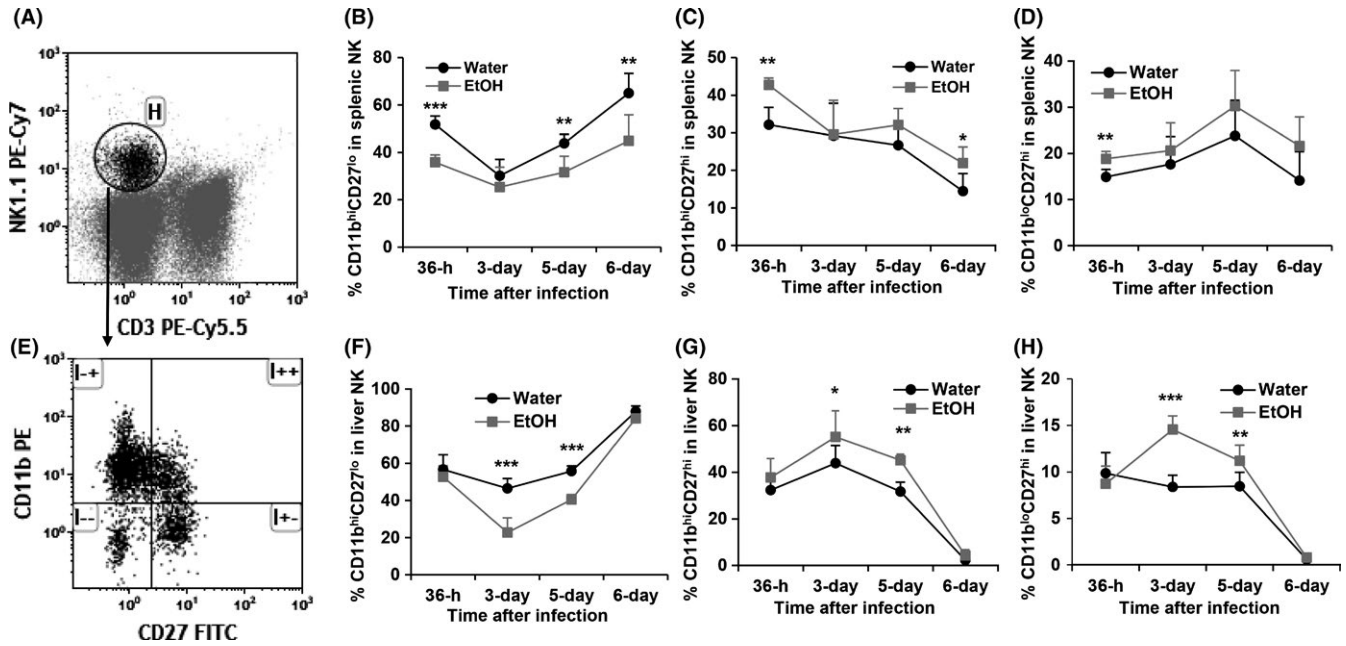 (A)
NK1.1 PE-Cy7
10³
10²
10¹
10⁰
H
10⁰
10¹
10²
10³
CD3 PE-Cy5.5
(B)
% CD11bhiCD27lo in splenic NK
80
60
40
20
0
Water
EtOH
***
**
**
36-h
3-day
5-day
6-day
Time after infection
(C)
% CD11bhiCD27hi in splenic NK
50
40
30
20
10
0
Water
EtOH
**
*
36-h
3-day
5-day
6-day
Time after infection
(D)
% CD11bloCD27hi in splenic NK
40
30
20
10
0
Water
EtOH
**
36-h
3-day
5-day
6-day
Time after infection
(E)
CD11b PE
10³
10²
10¹
10⁰
I-+
I++
I--
I+-
10⁰
10¹
10²
10³
CD27 FITC
(F)
% CD11bhiCD27lo in liver NK
100
80
60
40
20
0
Water
EtOH
***
***
36-h
3-day
5-day
6-day
Time after infection
(G)
% CD11bhiCD27hi in liver NK
80
60
40
20
0
Water
EtOH
*
**
36-h
3-day
5-day
6-day
Time after infection
(H)
% CD11bloCD27hi in liver NK
20
15
10
5
0
Water
EtOH
***
**
36-h
3-day
5-day
6-day
Time after infection